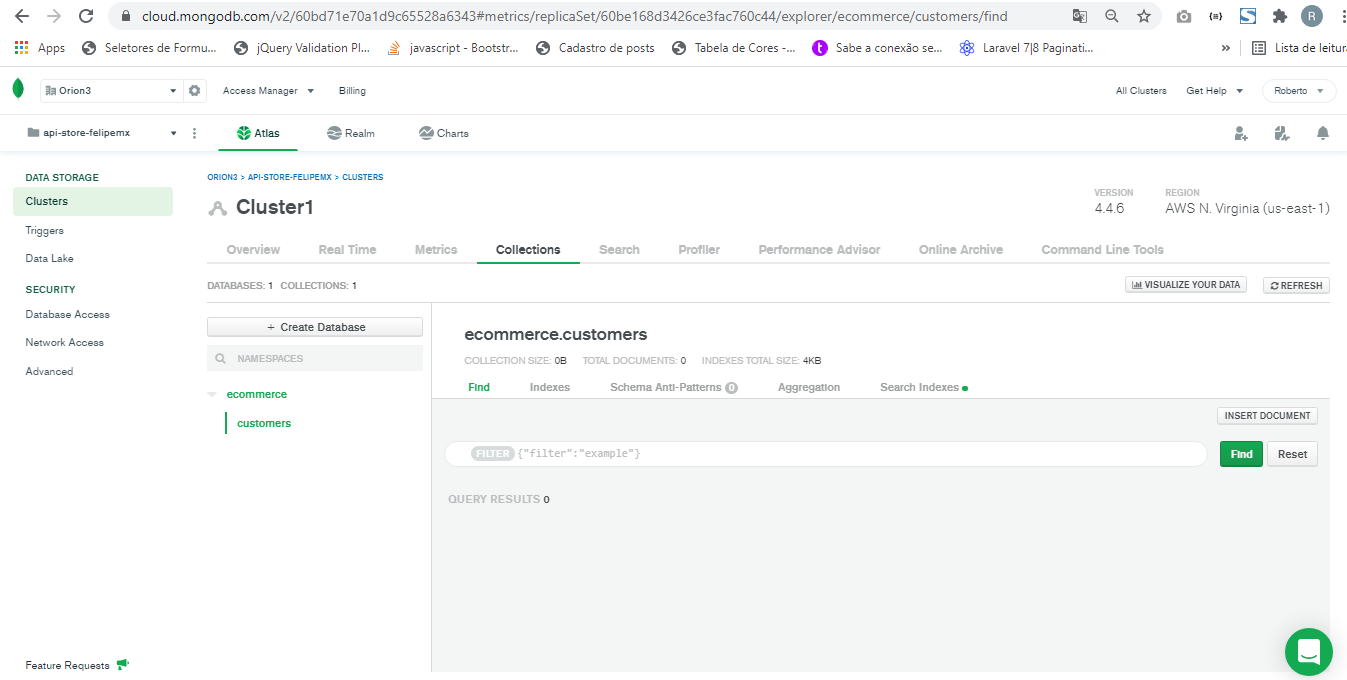 cloud.mongodb.com/v2/60bd71e70a1d9c65528a6343#metrics/replicaSet/60be168d3426ce3fac760c44/explorer/ecommerce/customers/find
R
Apps Seletores de Formu... jQuery Validation Pl... javascript - Bootstr... Cadastro de posts Tabela de Cores -... Sabe a conexão se... Laravel 7|8 Paginati... » Lista de leitur
Orion3 Access Manager Billing All Clusters Get Help Roberto
api-store-felipemx Atlas Realm Charts
DATA STORAGE
Clusters
Triggers
Data Lake
SECURITY
Database Access
Network Access
Advanced
Feature Requests
ORION3 > API-STORE-FELIPEMX > CLUSTERS
Cluster1
VERSION
4.4.6
REGION
AWS N. Virginia (us-east-1)
Overview Real Time Metrics Collections Search Profiler Performance Advisor Online Archive Command Line Tools
DATABASES: 1 COLLECTIONS: 1
VISUALIZE YOUR DATA REFRESH
+ Create Database
NAMESPACES
ecommerce
customers
ecommerce.customers
COLLECTION SIZE: 0B TOTAL DOCUMENTS: 0 INDEXES TOTAL SIZE: 4KB
Find Indexes Schema Anti-Patterns 0 Aggregation Search Indexes
INSERT DOCUMENT
FILTER {"filter":"example"} Find Reset
QUERY RESULTS 0